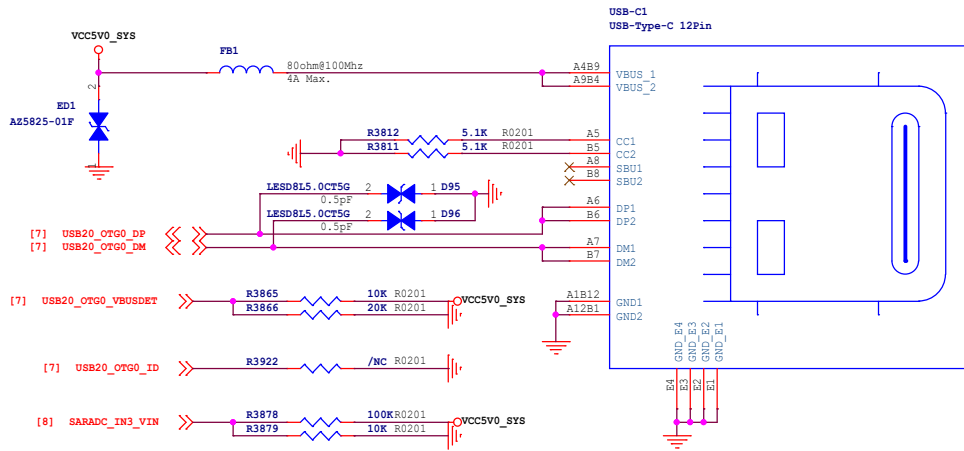 USB-C1
USB-Type-C 12Pin
VCC5V0_SYS
FB1
80ohm@100Mhz
4A Max.
A4B9 VBUS_1
A9B4 VBUS_2
2
ED1
AZ5825-01F
1
R3812 5.1K R0201 A5 CC1
R3811 5.1K R0201 B5 CC2
A8 SBU1
B8 SBU2
LESD8L5.0CT5G 2 1 D95
0.5pF
LESD8L5.0CT5G 2 1 D96
0.5pF
A6 DP1
B6 DP2
[7] USB20_OTG0_DP
[7] USB20_OTG0_DM
A7 DM1
B7 DM2
[7] USB20_OTG0_VBUSDET R3865 10K R0201 VCC5V0_SYS
R3866 20K R0201
A1B12 GND1
A12B1 GND2
GND_E4 GND_E3 GND_E2 GND_E1
E4 E3 E2 E1
[7] USB20_OTG0_ID R3922 /NC R0201
[8] SARADC_IN3_VIN R3878 100K R0201 VCC5V0_SYS
R3879 10K R0201